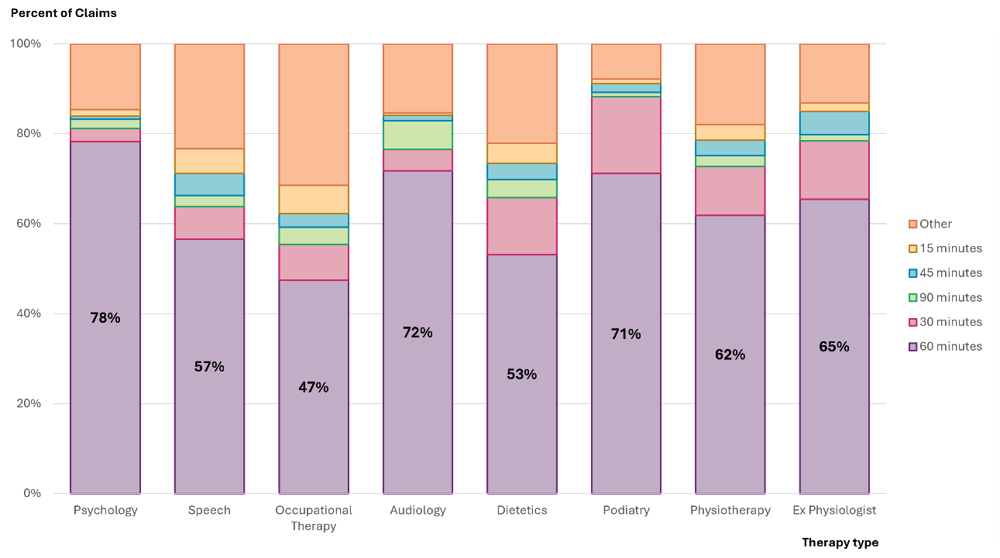 Percent of Claims
100%
80%
60%
40%
20%
0%
78%
57%
47%
72%
53%
71%
62%
65%
Psychology
Speech
Occupational
Therapy
Audiology
Dietetics
Podiatry
Physiotherapy
Ex Physiologist
Therapy type
Other
15 minutes
45 minutes
90 minutes
30 minutes
60 minutes